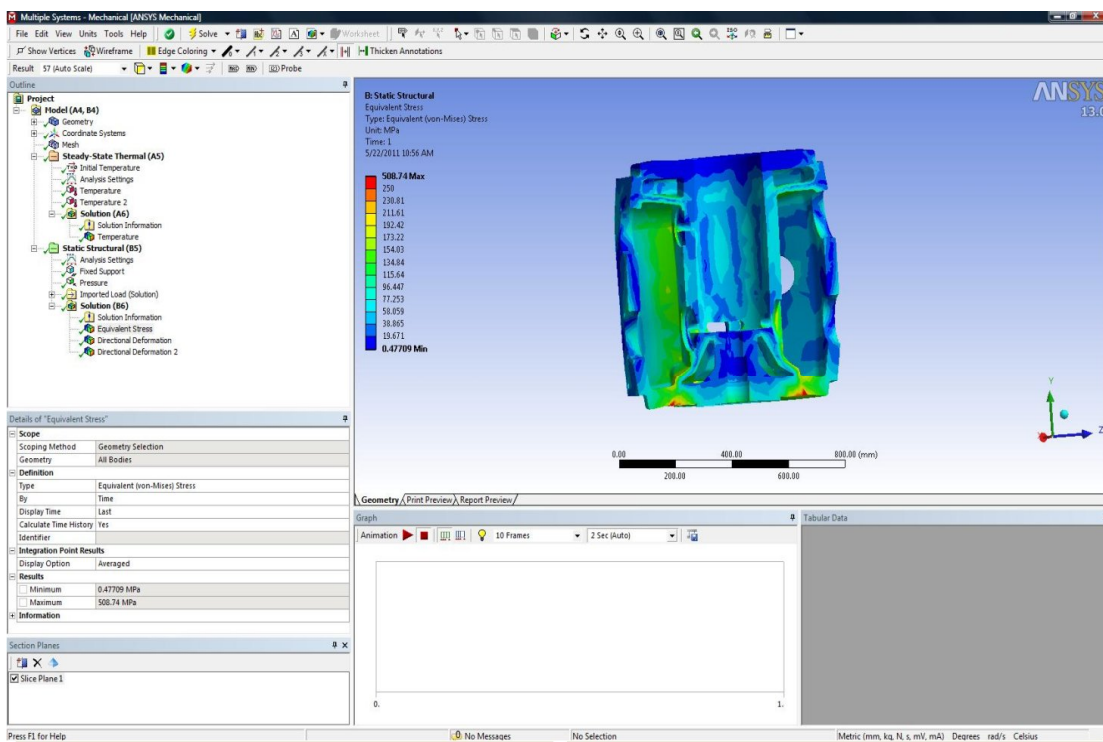 Multiple Systems - Mechanical [ANSYS Mechanical]
File Edit View Units Tools Help Solve Worksheet
Show Vertices Wireframe Edge Coloring Thicken Annotations
Result 57 (Auto Scale) Probe
Outline
Project
Model (A4, B4)
Geometry
Coordinate Systems
Mesh
Steady-State Thermal (A5)
Initial Temperature
Analysis Settings
Temperature
Temperature 2
Solution (A6)
Solution Information
Temperature
Static Structural (B5)
Analysis Settings
Fixed Support
Pressure
Imported Load (Solution)
Solution (B6)
Solution Information
Equivalent Stress
Directional Deformation
Directional Deformation 2
Details of "Equivalent Stress"
Scope
Scoping Method Geometry Selection
Geometry All Bodies
Definition
Type Equivalent (von-Mises) Stress
By Time
Display Time Last
Calculate Time History Yes
Identifier
Integration Point Results
Display Option Averaged
Results
Minimum 0.47709 MPa
Maximum 508.74 MPa
Information
Section Planes
Slice Plane 1
B: Static Structural
Equivalent Stress
Type: Equivalent (von-Mises) Stress
Unit: MPa
Time: 1
5/22/2011 10:56 AM
508.74 Max
250
230.81
211.61
192.42
173.22
154.03
134.84
115.64
96.447
77.253
58.059
38.865
19.671
0.47709 Min
ANSYS
13.0
Y
Z
0.00 400.00 800.00 (mm)
200.00 600.00
Geometry Print Preview Report Preview
Graph
Animation 10 Frames 2 Sec (Auto)
0. 1.
Tabular Data
Press F1 for Help 0 No Messages No Selection Metric (mm, kg, N, s, mV, mA) Degrees rad/s Celsius